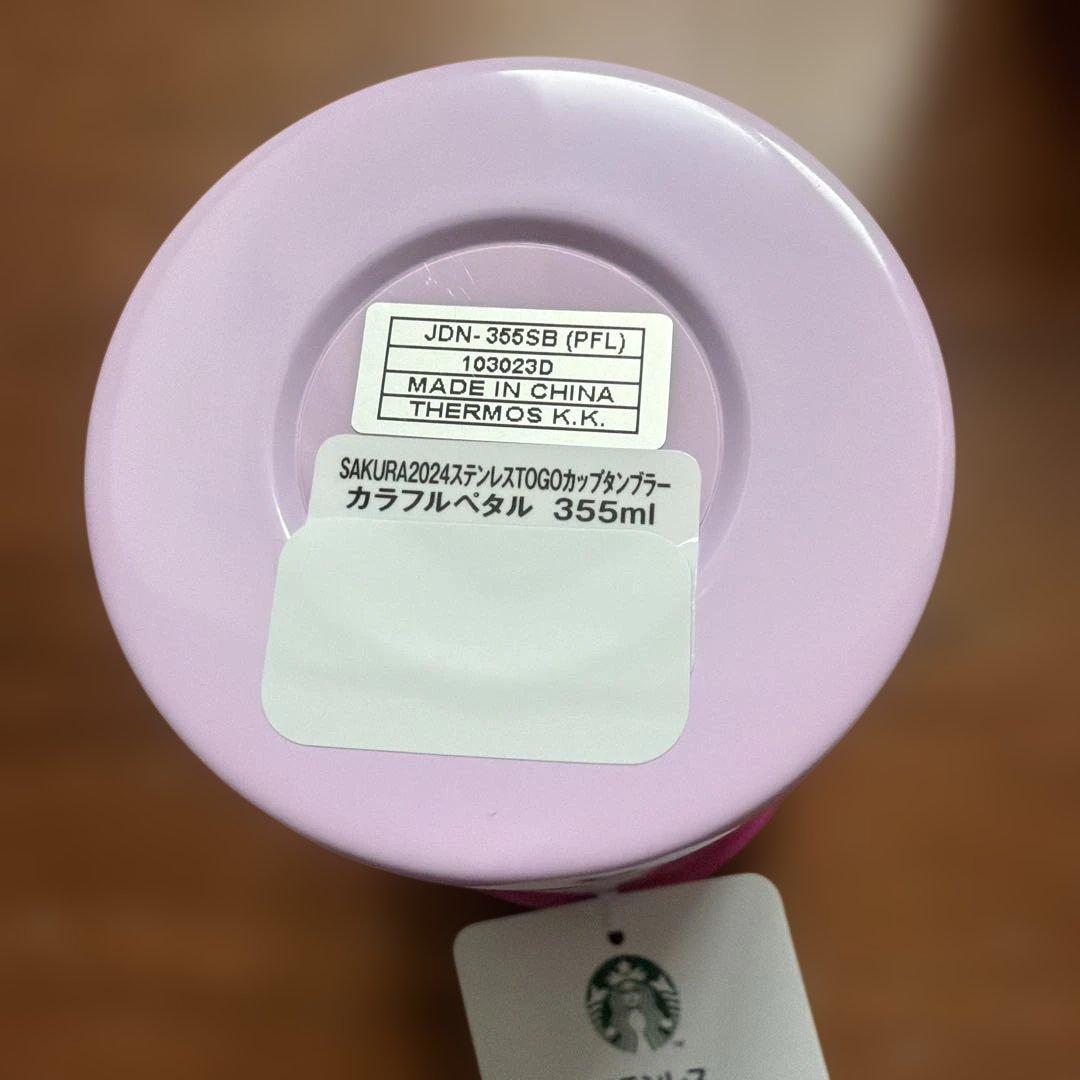 JDN-355SB (PFL)
103023D
MADE IN CHINA
THERMOS K.K.
SAKURA2024ステンレスTOGOカップタンブラー
カラフルペタル 355ml
TM